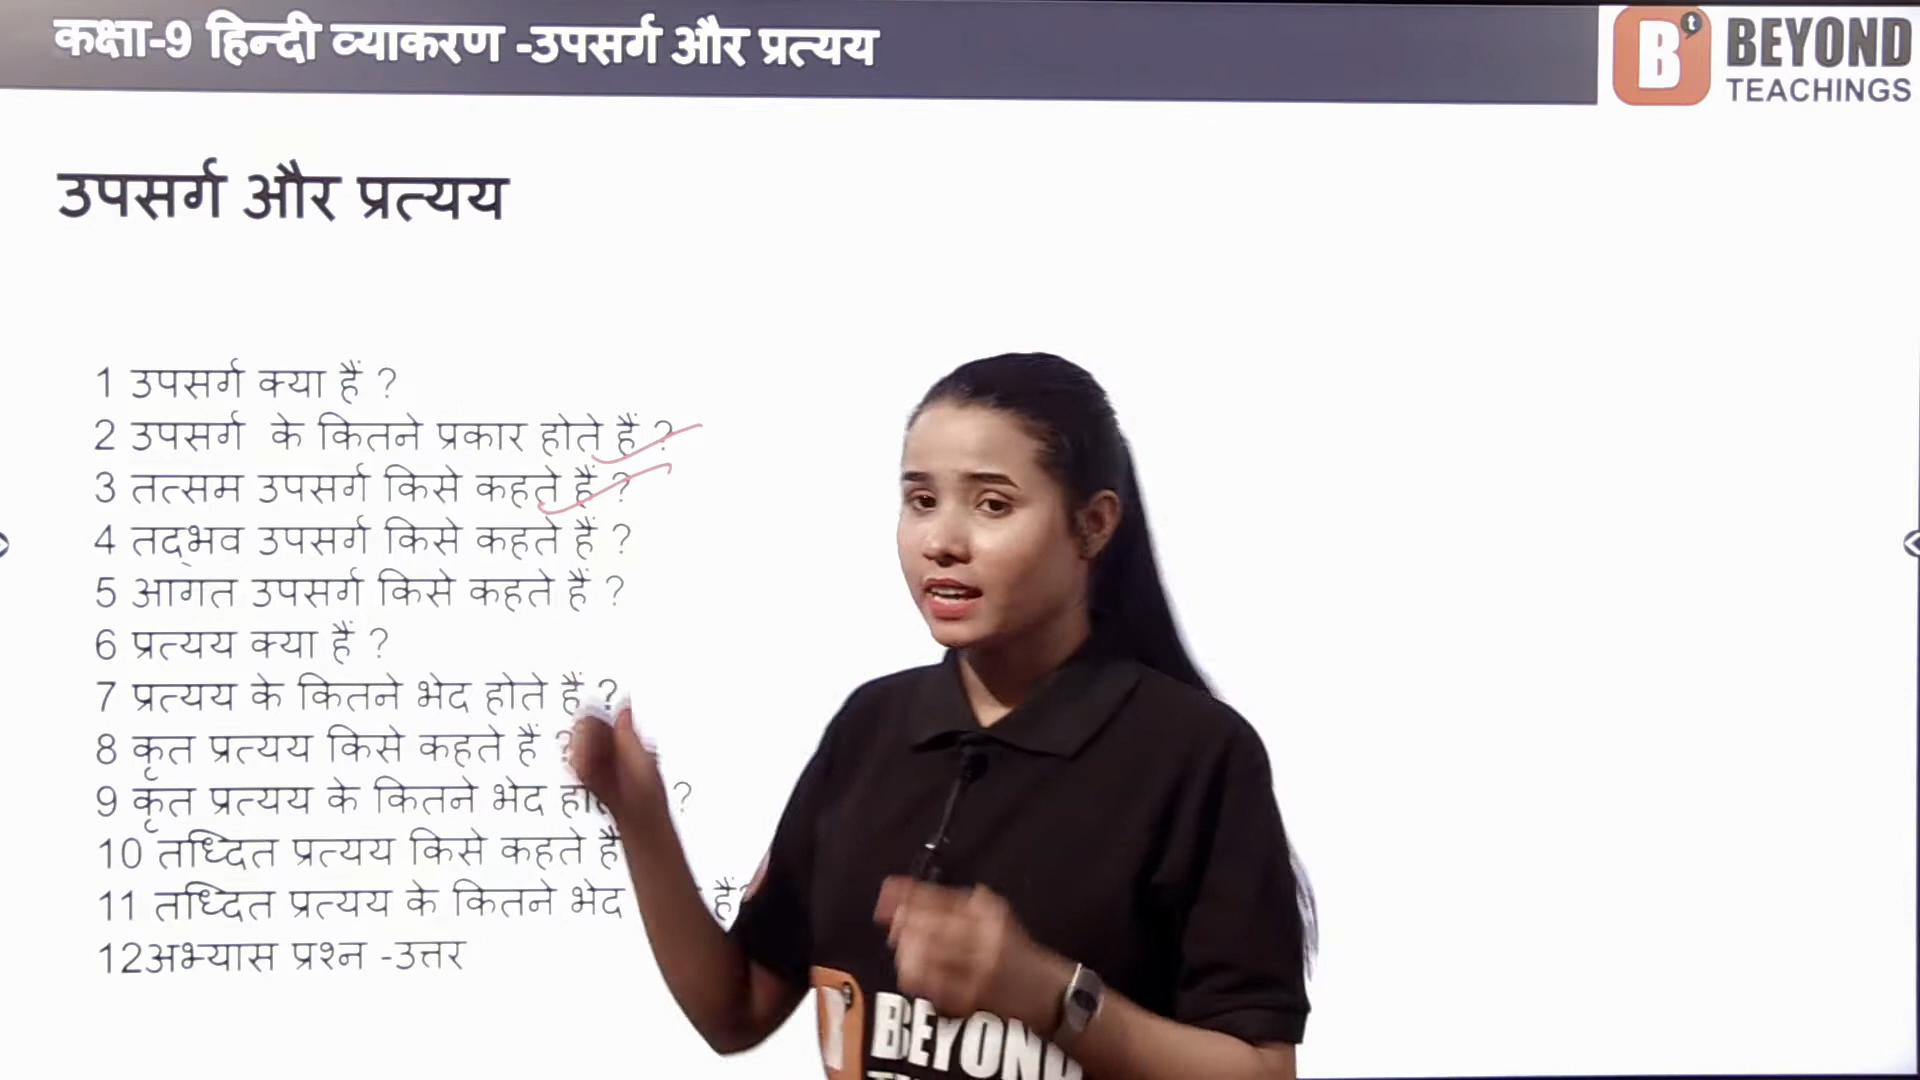 कक्षा-9 हिन्दी व्याकरण -उपसर्ग और प्रत्यय
Bt BEYOND
TEACHINGS
उपसर्ग और प्रत्यय
1 उपसर्ग क्या हैं ?
2 उपसर्ग के कितने प्रकार होते हैं ?
3 तत्सम उपसर्ग किसे कहते हैं ?
4 तद्भव उपसर्ग किसे कहते हैं ?
5 आगत उपसर्ग किसे कहते हैं ?
6 प्रत्यय क्या हैं ?
7 प्रत्यय के कितने भेद होते हैं ?
8 कृत प्रत्यय किसे कहते हैं ?
9 कृत प्रत्यय के कितने भेद ?
10 तध्दित प्रत्यय किसे कहते हैं
11 तध्दित प्रत्यय के कितने भेद हैं?
12अभ्यास प्रश्न -उत्तर
BEYOND